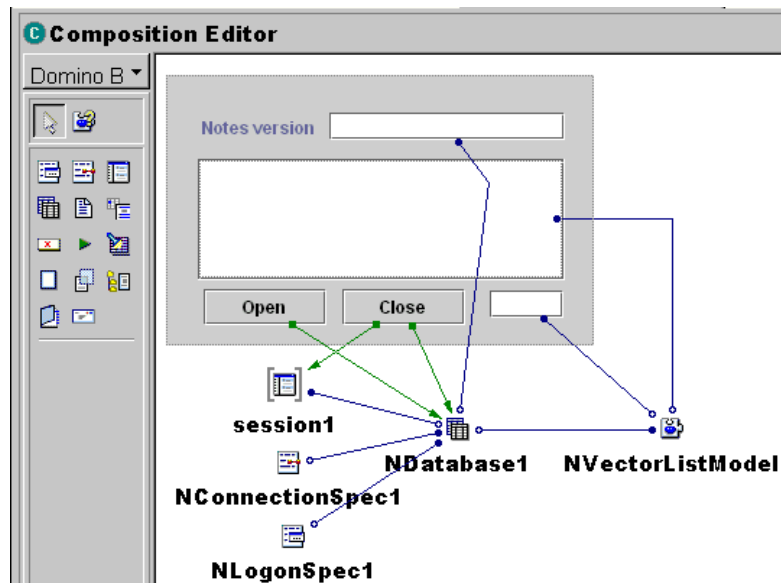 C Composition Editor
Domino B
Notes version
Open
Close
session1
NDatabase1
NVectorListModel
NConnectionSpec1
NLogonSpec1